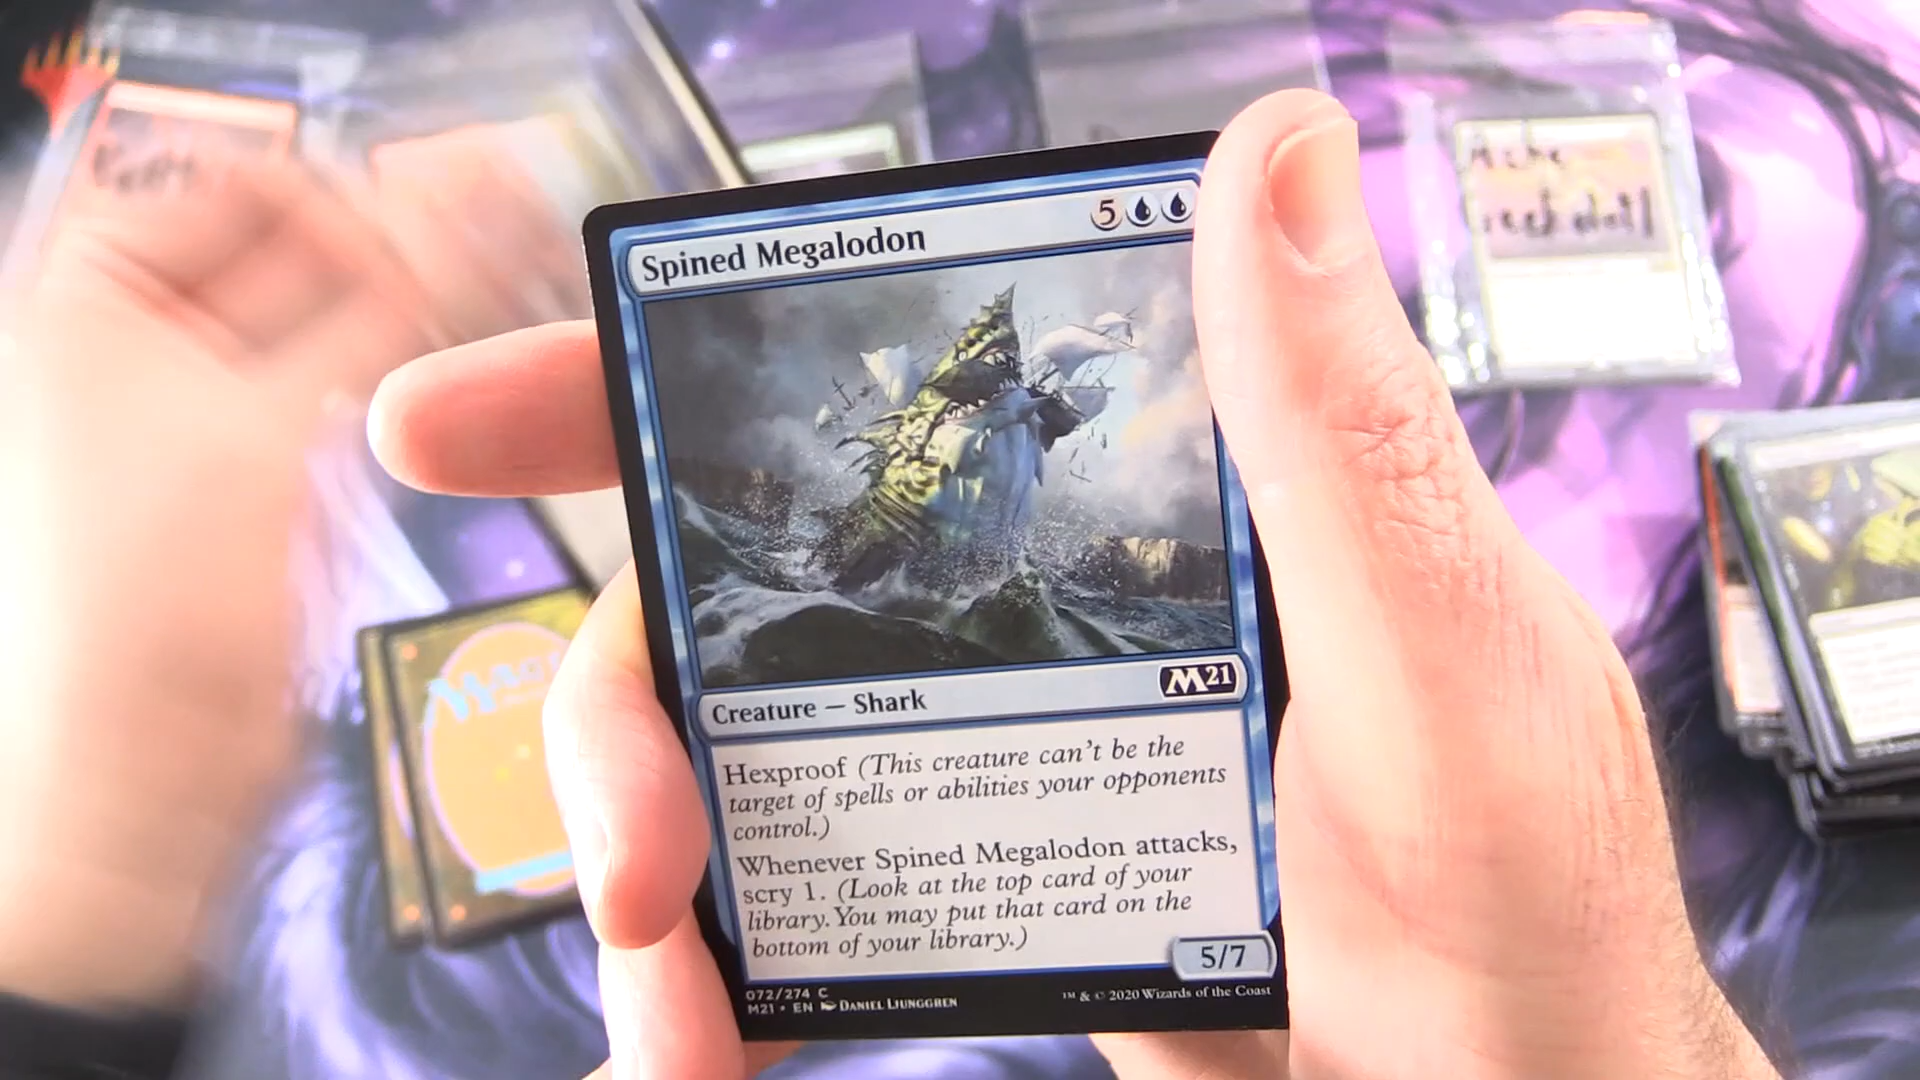 Spined Megalodon
5
Creature — Shark
M21
Hexproof (This creature can't be the
target of spells or abilities your opponents
control.)
Whenever Spined Megalodon attacks,
scry 1. (Look at the top card of your
library. You may put that card on the
bottom of your library.)
5/7
072/274 C
M21 • EN DANIEL LJUNGGREN
™ & © 2020 Wizards of the Coast